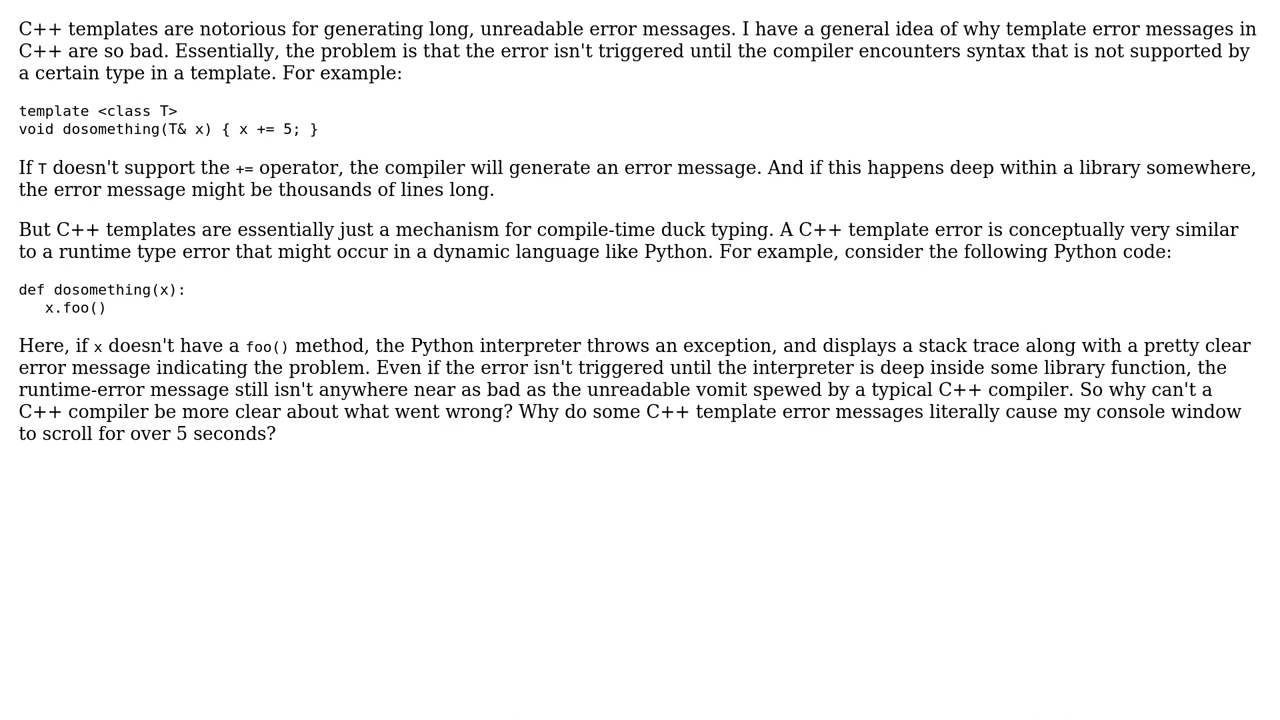 C++ templates are notorious for generating long, unreadable error messages. I have a general idea of why template error messages in
C++ are so bad. Essentially, the problem is that the error isn't triggered until the compiler encounters syntax that is not supported by
a certain type in a template. For example:
template <class T>
void dosomething(T& x) { x += 5; }
If T doesn't support the += operator, the compiler will generate an error message. And if this happens deep within a library somewhere,
the error message might be thousands of lines long.
But C++ templates are essentially just a mechanism for compile-time duck typing. A C++ template error is conceptually very similar
to a runtime type error that might occur in a dynamic language like Python. For example, consider the following Python code:
def dosomething(x):
   x.foo()
Here, if x doesn't have a foo() method, the Python interpreter throws an exception, and displays a stack trace along with a pretty clear
error message indicating the problem. Even if the error isn't triggered until the interpreter is deep inside some library function, the
runtime-error message still isn't anywhere near as bad as the unreadable vomit spewed by a typical C++ compiler. So why can't a
C++ compiler be more clear about what went wrong? Why do some C++ template error messages literally cause my console window
to scroll for over 5 seconds?